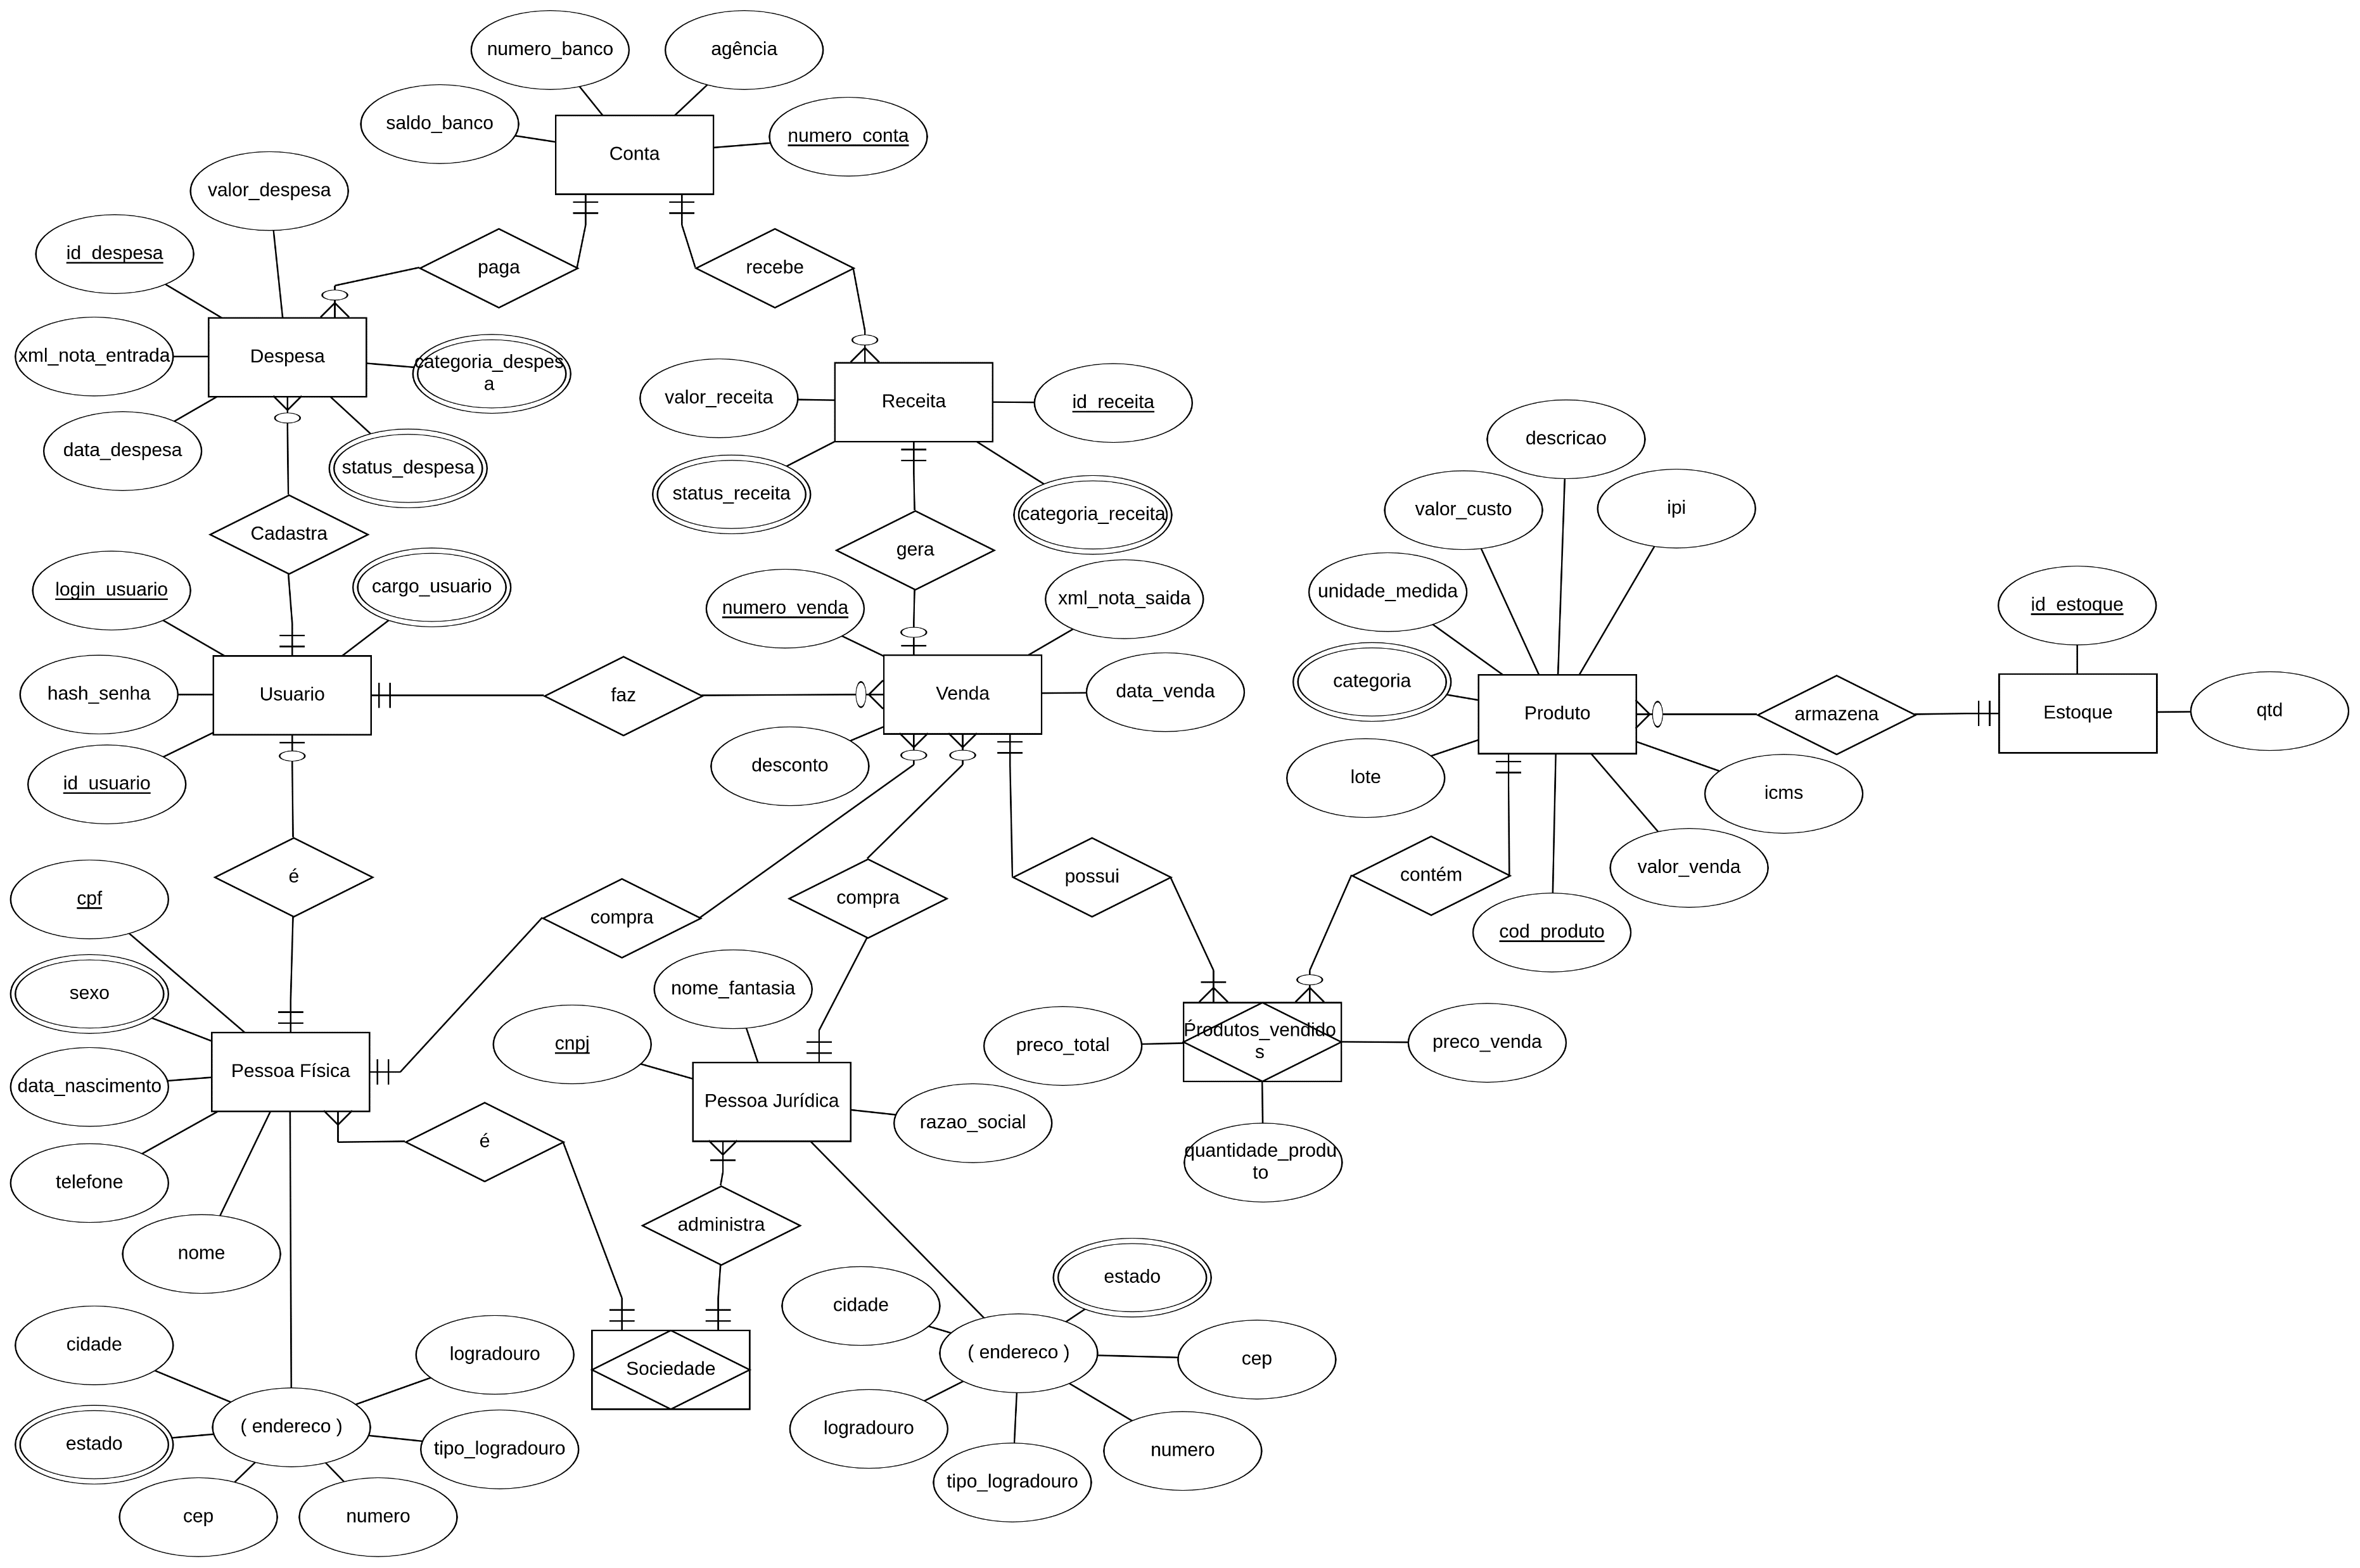 numero_banco
agência
saldo_banco
numero_conta
Conta
valor_despesa
id_despesa
paga
recebe
xml_nota_entrada
Despesa
categoria_despes
a
valor_receita
Receita
id_receita
data_despesa
status_despesa
status_receita
categoria_receita
descricao
valor_custo
ipi
Cadastra
gera
login_usuario
cargo_usuario
numero_venda
xml_nota_saida
unidade_medida
id_estoque
hash_senha
Usuario
faz
Venda
data_venda
categoria
Produto
armazena
Estoque
qtd
id_usuario
desconto
lote
icms
é
compra
possui
contém
valor_venda
cpf
compra
cod_produto
sexo
nome_fantasia
cnpj
preco_total
Produtos_vendido
s
preco_venda
Pessoa Física
data_nascimento
Pessoa Jurídica
razao_social
é
quantidade_produ
to
telefone
administra
nome
estado
cidade
cidade
logradouro
Sociedade
( endereco )
cep
estado
( endereco )
tipo_logradouro
logradouro
numero
tipo_logradouro
cep
numero